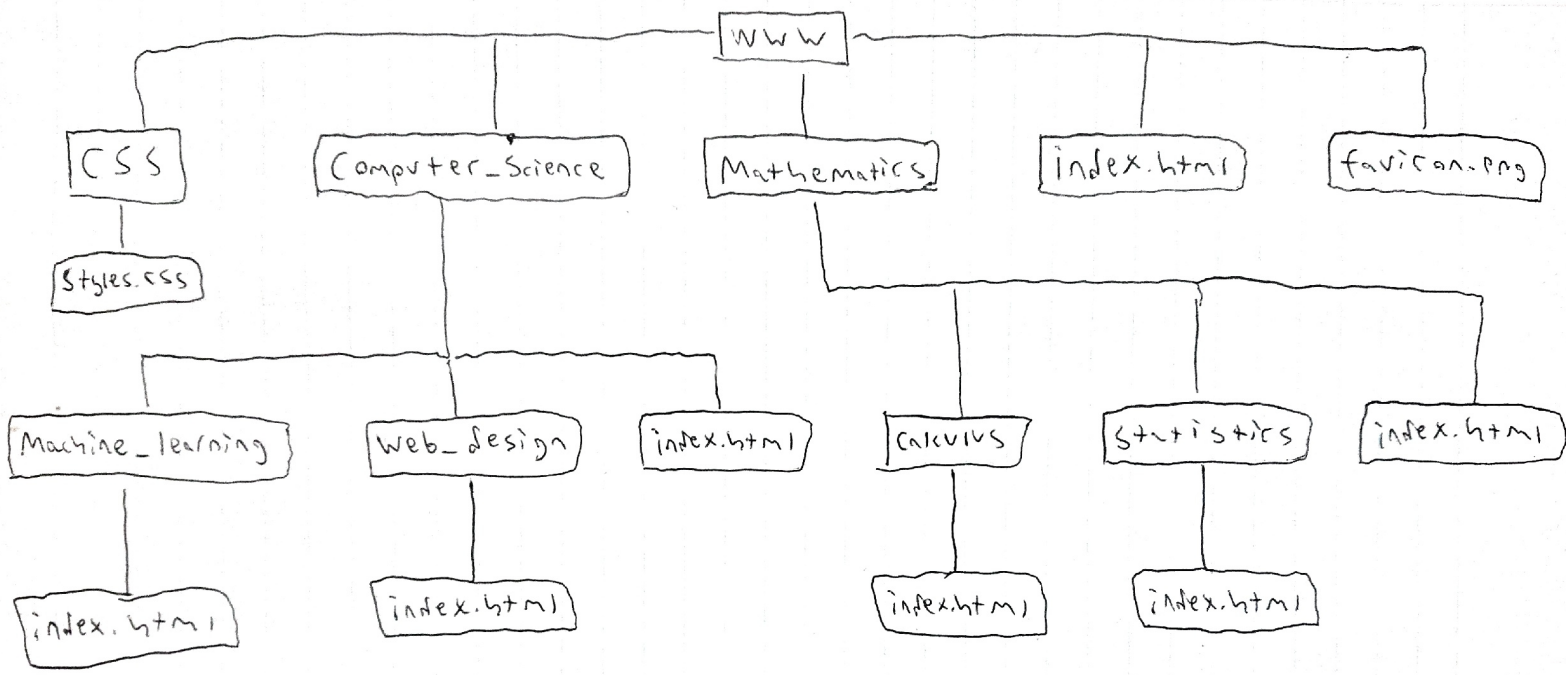 WWW
CSS
Computer_Science
Mathematics
index.html
favicon.png
Styles.css
Machine_learning
Web_design
index.html
Calculus
Statistics
index.html
index.html
index.html
index.html
index.html